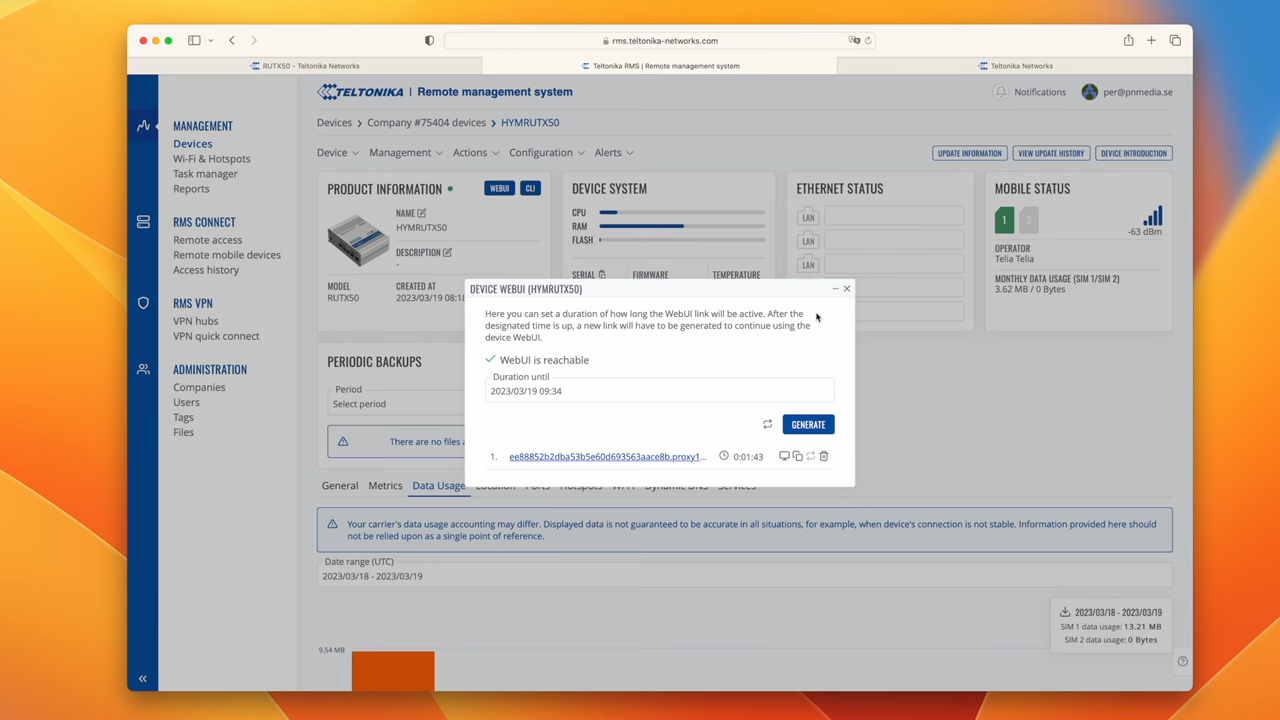 rms.teltonika-networks.com
RUTX50 - Teltonika Networks
Teltonika RMS | Remote management system
Teltonika Networks
TELTONIKA | Remote management system
Notifications
per@pnmedia.se
Devices > Company #75404 devices > HYMRUTX50
MANAGEMENT
Devices
Wi-Fi & Hotspots
Task manager
Reports
RMS CONNECT
Remote access
Remote mobile devices
Access history
RMS VPN
VPN hubs
VPN quick connect
ADMINISTRATION
Companies
Users
Tags
Files
Device
Management
Actions
Configuration
Alerts
UPDATE INFORMATION
VIEW UPDATE HISTORY
DEVICE INTRODUCTION
PRODUCT INFORMATION
WEBUI
CLI
NAME
HYMRUTX50
DESCRIPTION
-
MODEL
RUTX50
CREATED AT
2023/03/19 08:18
DEVICE SYSTEM
CPU
RAM
FLASH
SERIAL
FIRMWARE
TEMPERATURE
ETHERNET STATUS
LAN
LAN
LAN
MOBILE STATUS
1
2
-63 dBm
OPERATOR
Telia Telia
MONTHLY DATA USAGE (SIM 1/SIM 2)
3.62 MB / 0 Bytes
DEVICE WEBUI (HYMRUTX50)
Here you can set a duration of how long the WebUI link will be active. After the
designated time is up, a new link will have to be generated to continue using the
device WebUI.
WebUI is reachable
Duration until
2023/03/19 09:34
GENERATE
1. ee88852b2dba53b5e60d693563aace8b.proxy1... 0:01:43
PERIODIC BACKUPS
Period
Select period
There are no files
General
Metrics
Data Usage
Location
Ports
Hotspots
Wi-Fi
Dynamic DNS
Services
Your carrier's data usage accounting may differ. Displayed data is not guaranteed to be accurate in all situations, for example, when device's connection is not stable. Information provided here should
not be relied upon as a single point of reference.
Date range (UTC)
2023/03/18 - 2023/03/19
2023/03/18 - 2023/03/19
SIM 1 data usage: 13.21 MB
SIM 2 data usage: 0 Bytes
9.54 MB